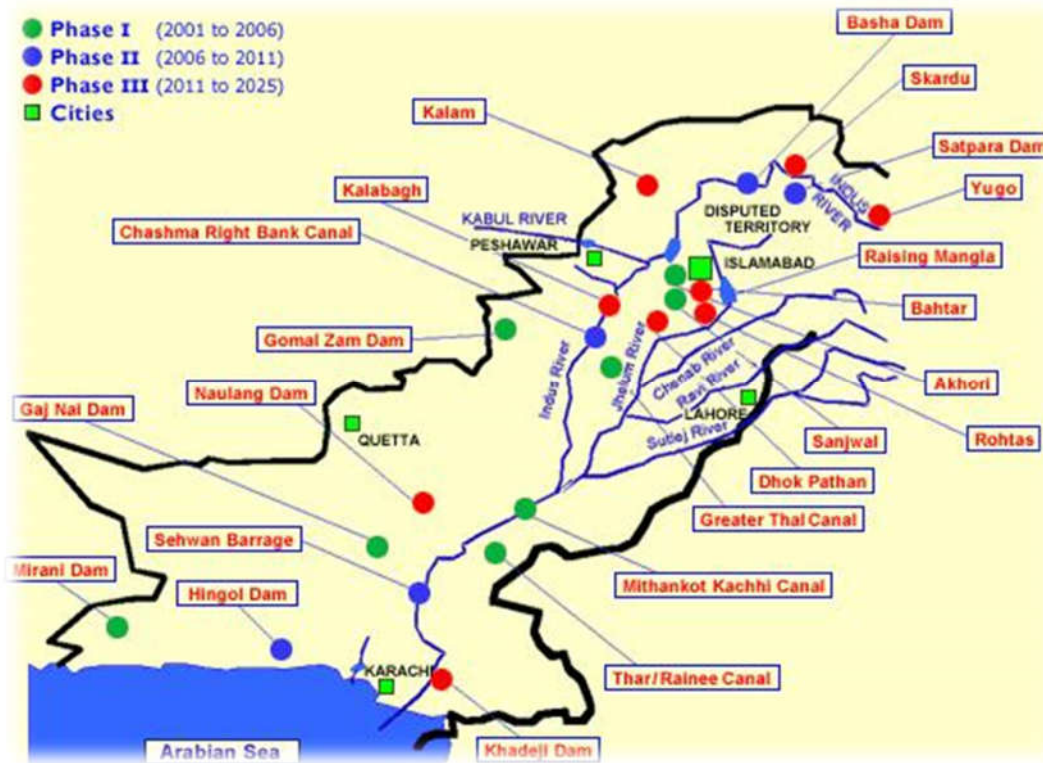 Phase I (2001 to 2006)
Phase II (2006 to 2011)
Phase III (2011 to 2025)
Cities
Basha Dam
Skardu
Kalam
Satpara Dam
Kalabagh
Yugo
INDUS
RIVER
KABUL RIVER
DISPUTED
TERRITORY
Chashma Right Bank Canal
PESHAWAR
ISLAMABAD
Raising Mangla
Bahtar
Gomal Zam Dam
Indus River
Jhelum River
Chenab River
Ravi River
Akhori
Naulang Dam
Gaj Nai Dam
LAHORE
QUETTA
Sutlej River
Sanjwal
Rohtas
Dhok Pathan
Greater Thal Canal
Sehwan Barrage
Mirani Dam
Hingol Dam
Mithankot Kachhi Canal
KARACHI
Thar/Rainee Canal
Arabian Sea
Khadeji Dam